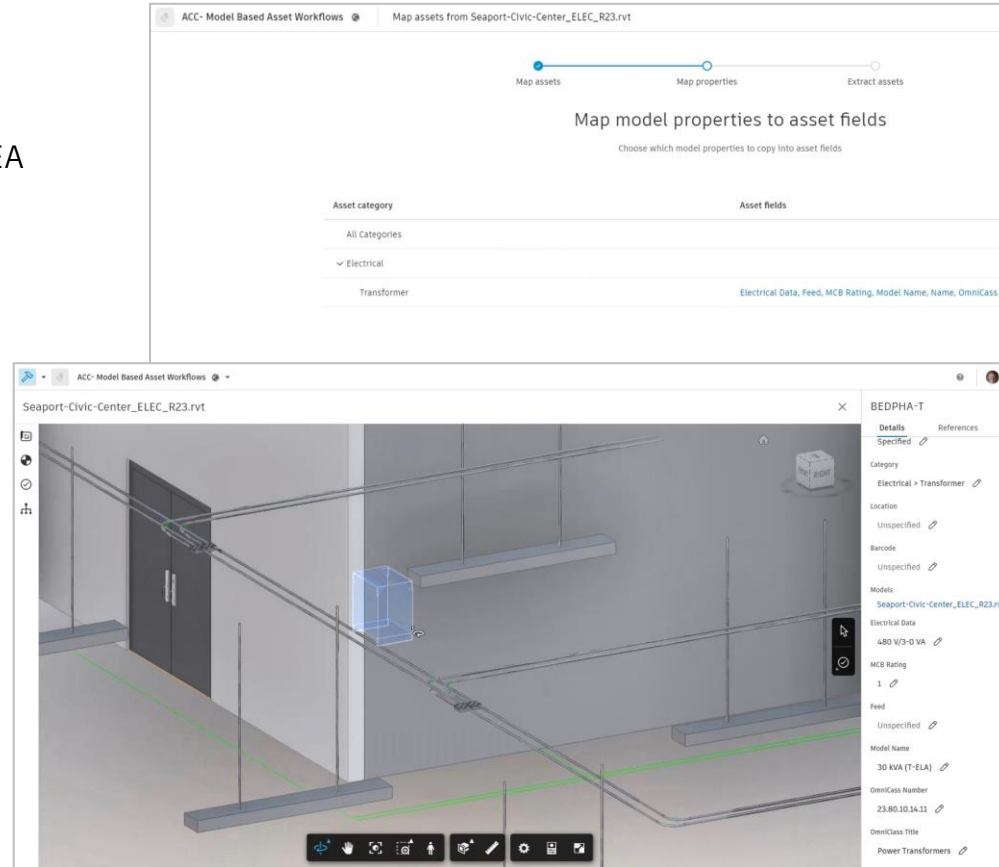 EA
ACC- Model Based Asset Workflows
Map assets from Seaport-Civic-Center_ELEC_R23.rvt
Map assets
Map properties
Extract assets
Map model properties to asset fields
Choose which model properties to copy into asset fields
Asset category
Asset fields
All Categories
Electrical
Transformer
Electrical Data, Feed, MCB Rating, Model Name, Name, OmniCass
ACC- Model Based Asset Workflows
Seaport-Civic-Center_ELEC_R23.rvt
BEDPHA-T
Details
References
Specified
Category
Electrical > Transformer
Location
Unspecified
Barcode
Unspecified
Models
Seaport-Civic-Center_ELEC_R23.rv
Electrical Data
480 V/3-0 VA
MCB Rating
1
Feed
Unspecified
Model Name
30 kVA (T-ELA)
OmniCass Number
23.80.10.14.11
OmniClass Title
Power Transformers
RIGHT